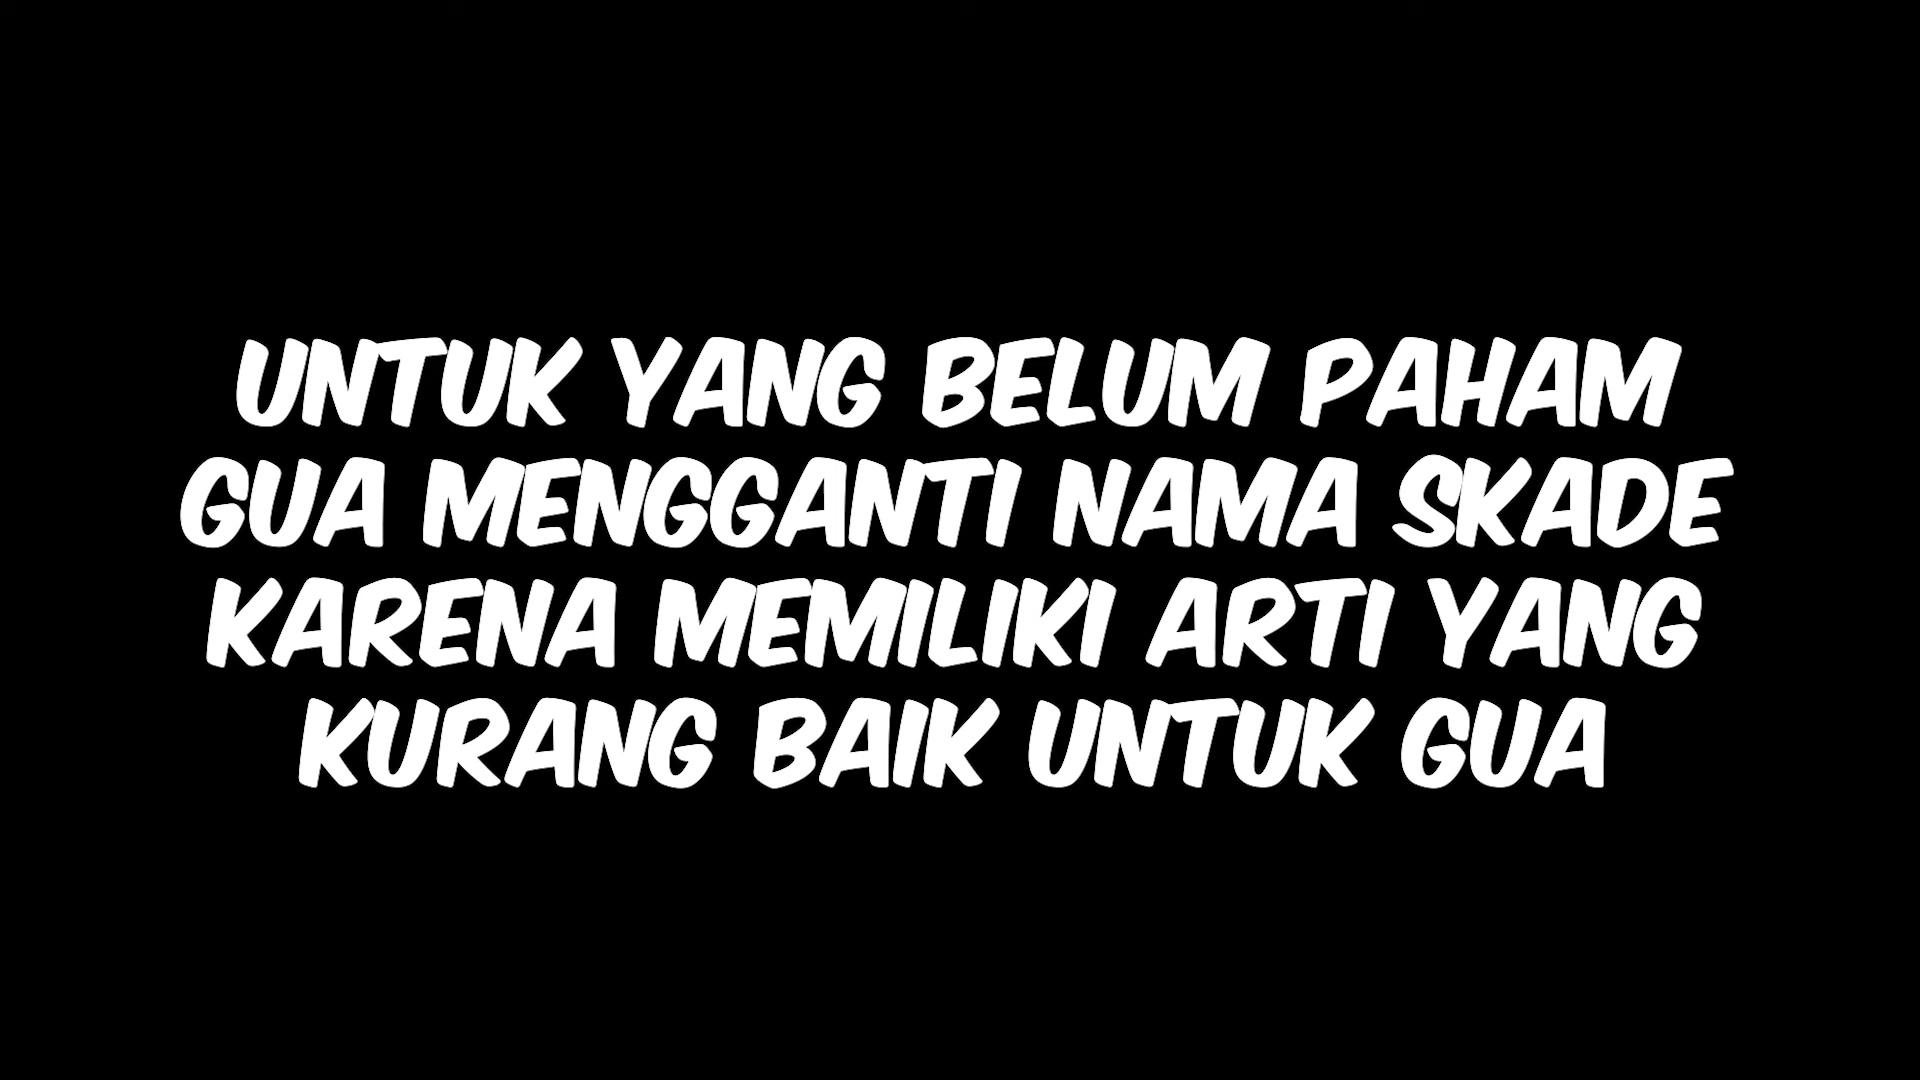 UNTUK YANG BELUM PAHAM
GUA MENGGANTI NAMA SKADE
KARENA MEMILIKI ARTI YANG
KURANG BAIK UNTUK GUA